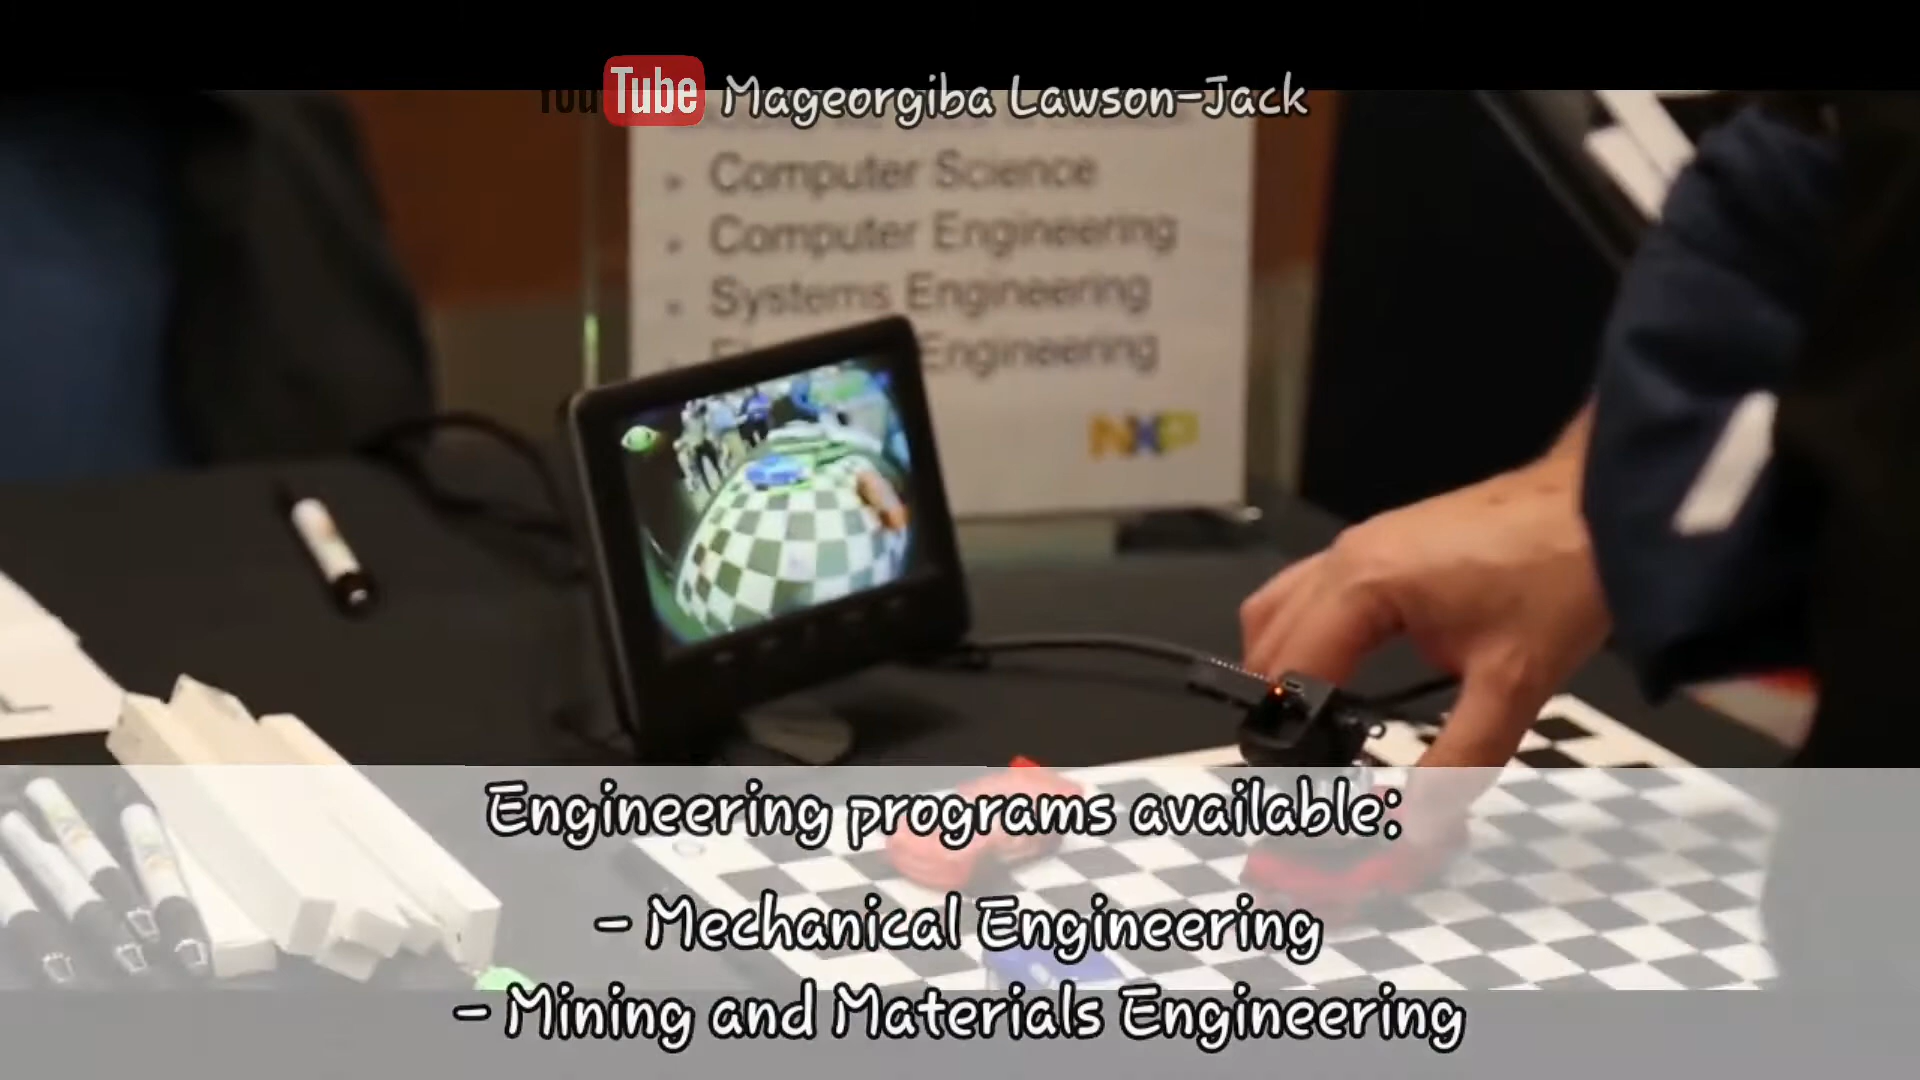 YouTube Mageorgiba Lawson-Jack
• Computer Science
• Computer Engineering
• Systems Engineering
Engineering
NXP
Engineering programs available:
- Mechanical Engineering
- Mining and Materials Engineering